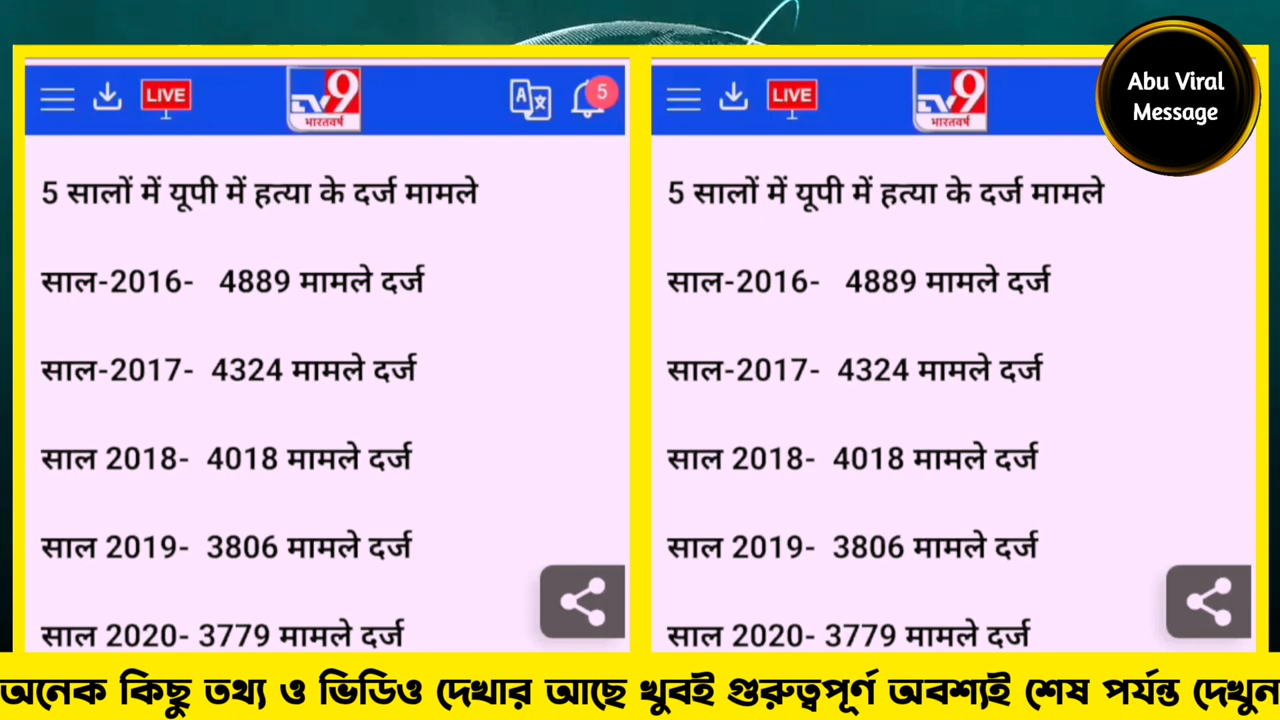 LIVE
TV9
भारतवर्ष
5
5 सालों में यूपी में हत्या के दर्ज मामले
साल-2016- 4889 मामले दर्ज
साल-2017- 4324 मामले दर्ज
साल 2018- 4018 मामले दर्ज
साल 2019- 3806 मामले दर्ज
साल 2020- 3779 मामले दर्ज
LIVE
TV9
भारतवर्ष
Abu Viral
Message
5 सालों में यूपी में हत्या के दर्ज मामले
साल-2016- 4889 मामले दर्ज
साल-2017- 4324 मामले दर्ज
साल 2018- 4018 मामले दर्ज
साल 2019- 3806 मामले दर्ज
साल 2020- 3779 मामले दर्ज
অনেক কিছু তথ্য ও ভিডিও দেখার আছে খুবই গুরুত্বপূর্ণ অবশ্যই শেষ পর্যন্ত দেখুন